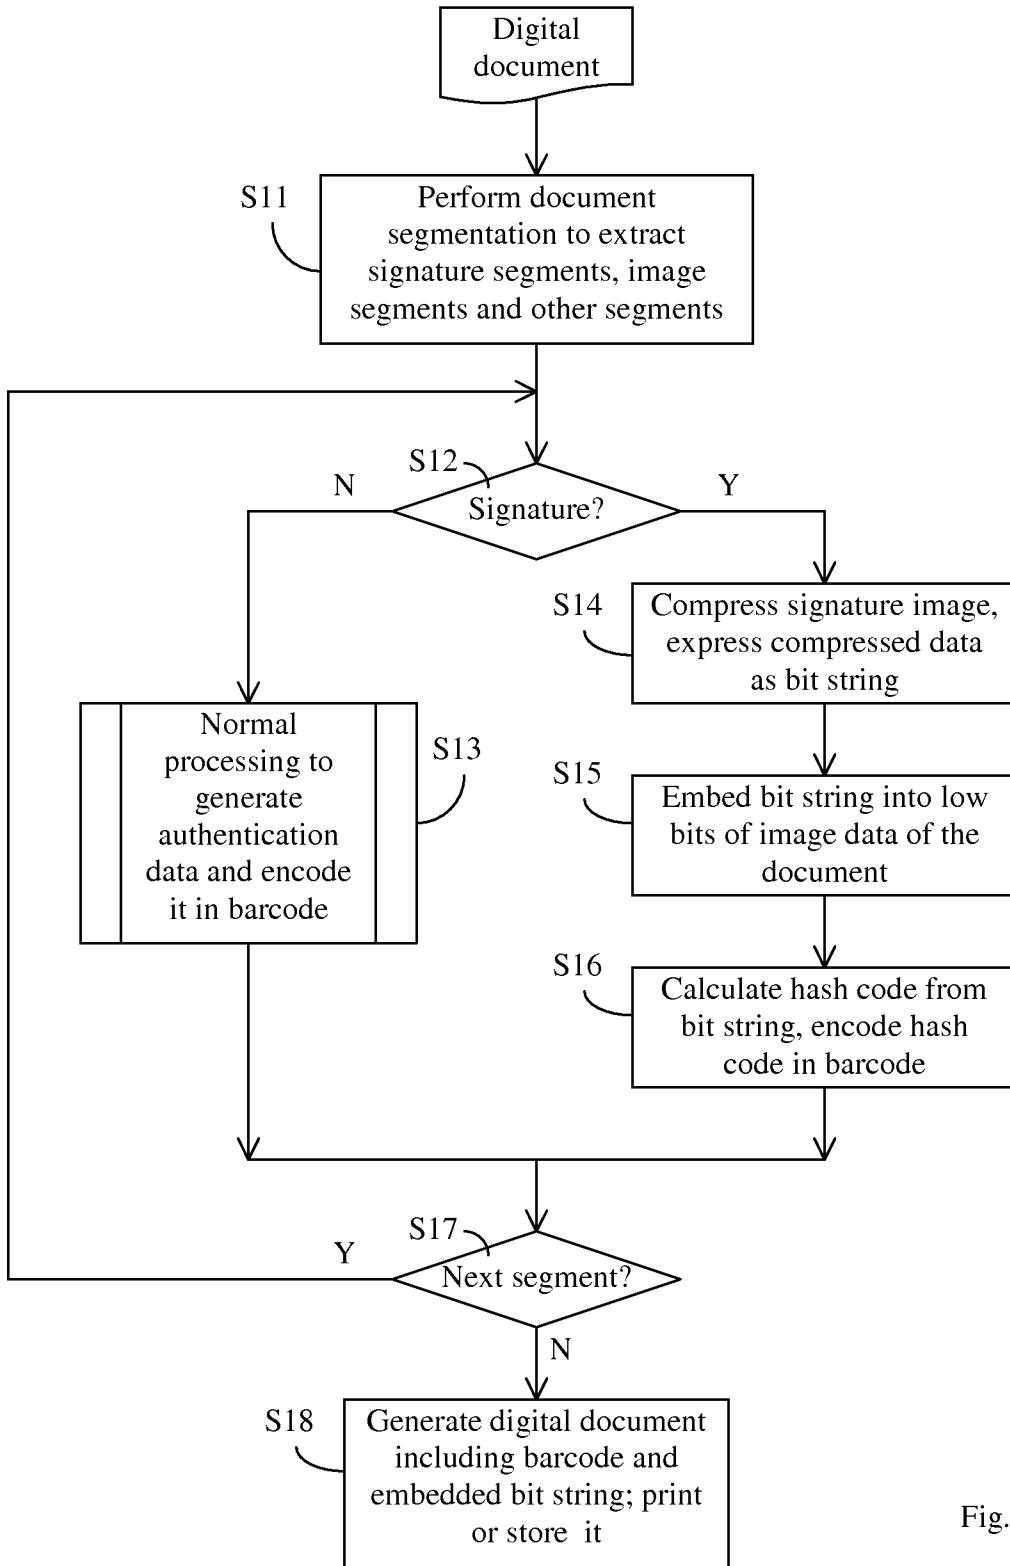 Digital
document
S11
Perform document
segmentation to extract
signature segments, image
segments and other segments
S12
N
Y
Signature?
S14
Compress signature image,
express compressed data
as bit string
S13
Normal
processing to
generate
authentication
data and encode
it in barcode
S15
Embed bit string into low
bits of image data of the
document
S16
Calculate hash code from
bit string, encode hash
code in barcode
S17
Y
Next segment?
N
S18
Generate digital document
including barcode and
embedded bit string; print
or store it
Fig.